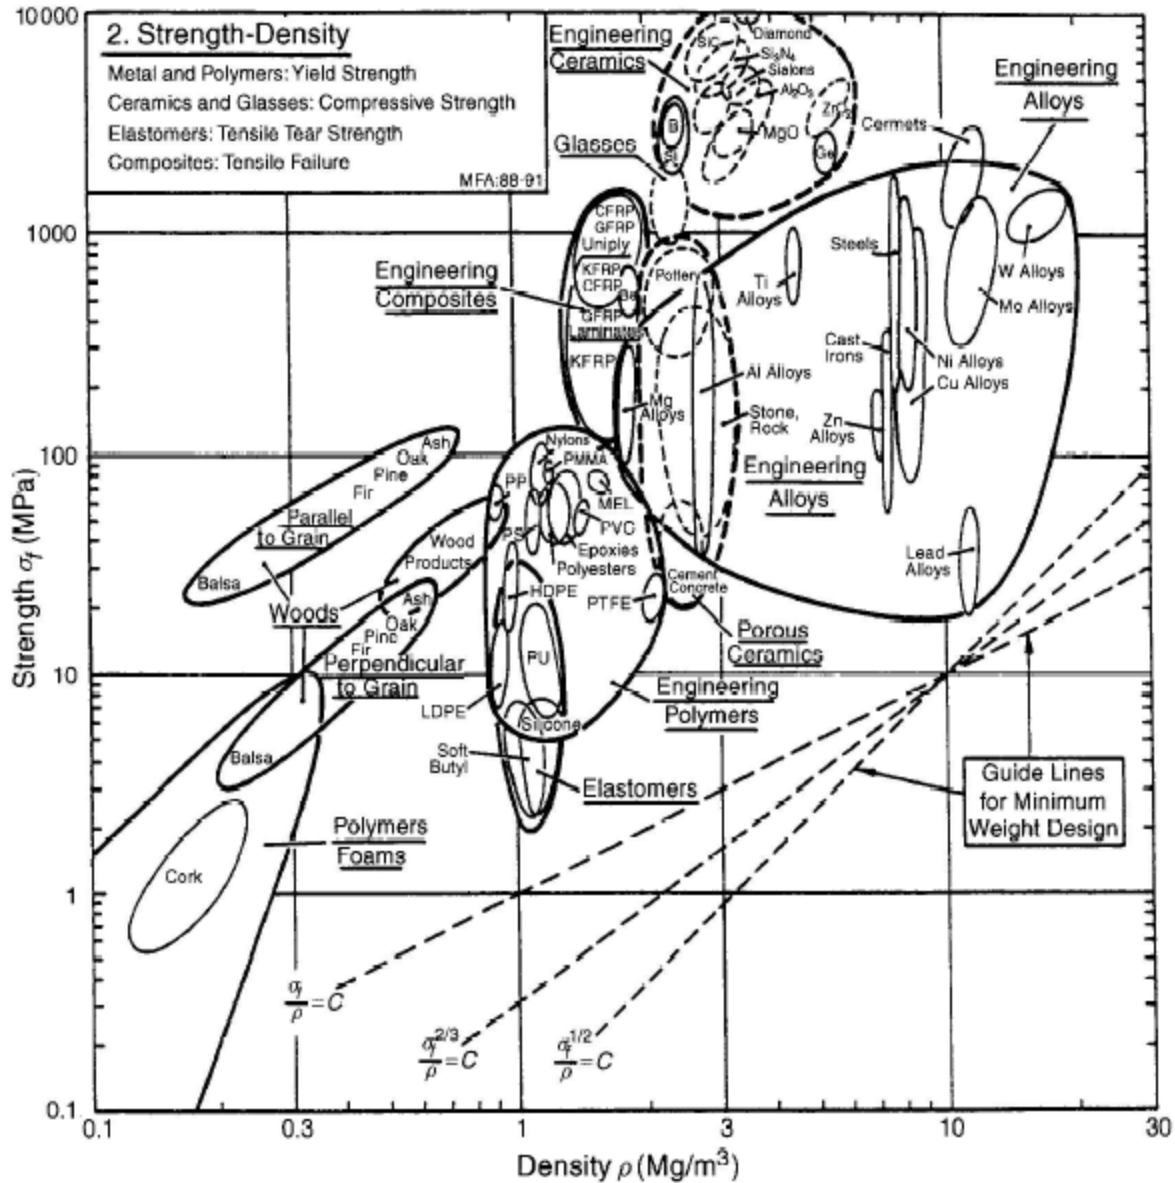 2. Strength-Density
Metal and Polymers: Yield Strength
Ceramics and Glasses: Compressive Strength
Elastomers: Tensile Tear Strength
Composites: Tensile Failure
MFA:88-91
10000
1000
100
10
1
0.1
Strength σf (MPa)
0.1
0.3
1
3
10
30
Density ρ (Mg/m³)
Engineering
Ceramics
SiC
Diamond
Si₃N₄
Sialons
Al₂O₃
B
Si
MgO
ZrO₂
Ge
Glasses
Cermets
Engineering
Alloys
CFRP
GFRP
Uniply
KFRP
CFRP
Be
GFRP
Laminates
KFRP
Engineering
Composites
Pottery
Ti
Alloys
Steels
W Alloys
Mo Alloys
Cast
Irons
Ni Alloys
Cu Alloys
Al Alloys
Mg
Alloys
Stone,
Rock
Zn
Alloys
Engineering
Alloys
Lead
Alloys
Ash
Oak
Pine
Fir
Parallel
to Grain
Balsa
Wood
Products
Woods
Ash
Oak
Pine
Fir
Perpendicular
to Grain
Balsa
Nylons
PMMA
PP
MEL
PS
PVC
Epoxies
Polyesters
HDPE
PTFE
Cement
Concrete
Porous
Ceramics
PU
LDPE
Silicone
Engineering
Polymers
Soft
Butyl
Elastomers
Polymers
Foams
Cork
Guide Lines
for Minimum
Weight Design
σf/ρ = C
σf^2/3/ρ = C
σf^1/2/ρ = C